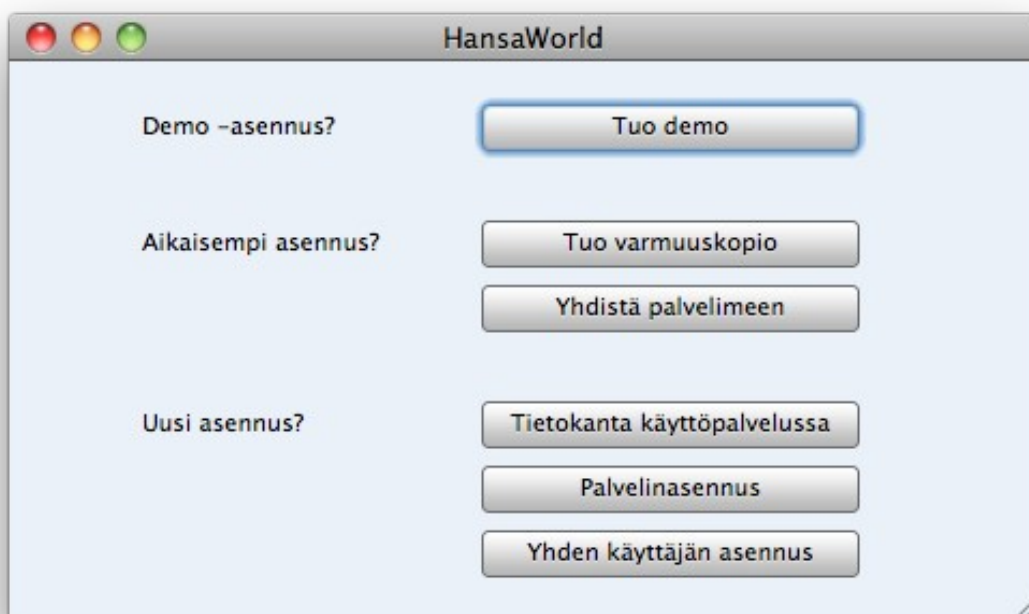 HansaWorld
Demo -asennus? Tuo demo
Aikaisempi asennus? Tuo varmuuskopio
Yhdistä palvelimeen
Uusi asennus? Tietokanta käyttöpalvelussa
Palvelinasennus
Yhden käyttäjän asennus